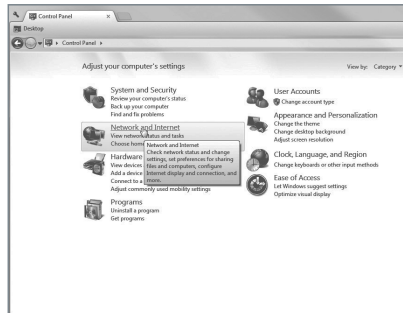 Control Panel
Desktop
Control Panel
Adjust your computer's settings
View by: Category
System and Security
Review your computer's status
Back up your computer
Find and fix problems
Network and Internet
View network status and tasks
Choose home
Network and Internet
Check network status and change
settings, set preferences for sharing
files and computers, configure
Internet display and connection, and
more.
Hardware
View devices
Add a device
Connect to a
Adjust commonly used mobility settings
Programs
Uninstall a program
Get programs
User Accounts
Change account type
Appearance and Personalization
Change the theme
Change desktop background
Adjust screen resolution
Clock, Language, and Region
Change keyboards or other input methods
Ease of Access
Let Windows suggest settings
Optimize visual display